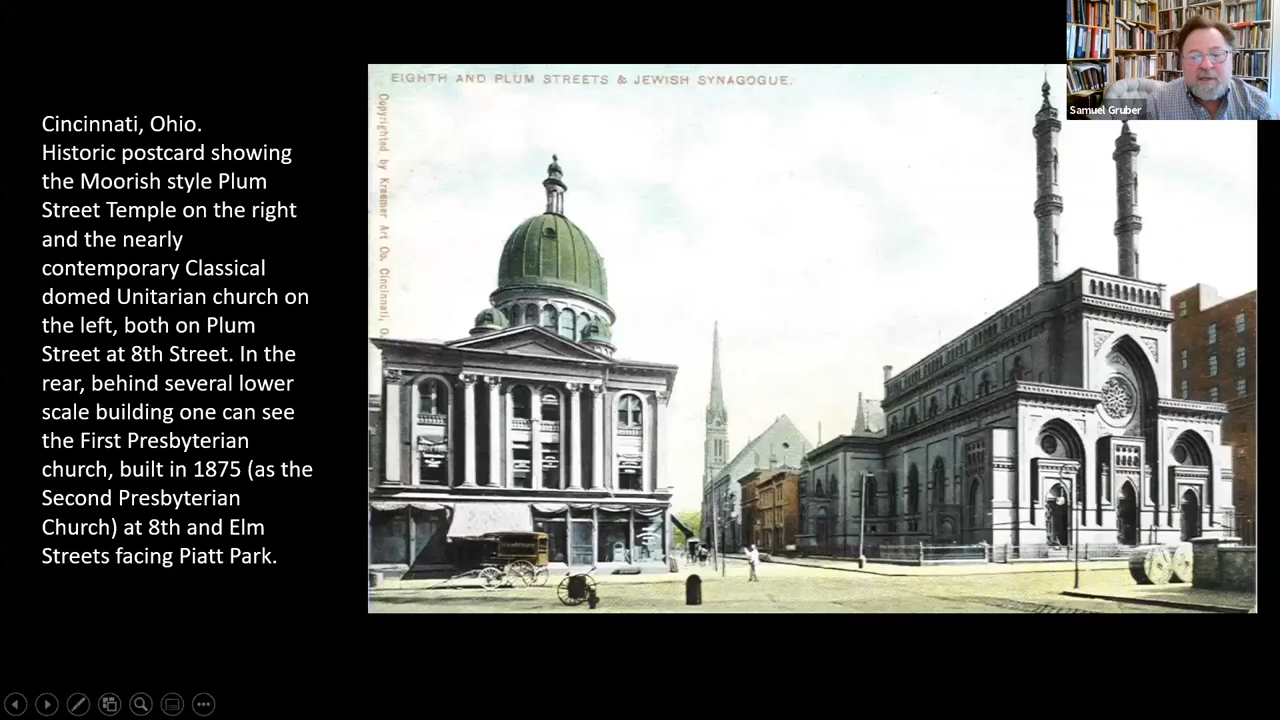 Cincinnati, Ohio.
Historic postcard showing
the Moorish style Plum
Street Temple on the right
and the nearly
contemporary Classical
domed Unitarian church on
the left, both on Plum
Street at 8th Street. In the
rear, behind several lower
scale building one can see
the First Presbyterian
church, built in 1875 (as the
Second Presbyterian
Church) at 8th and Elm
Streets facing Piatt Park.
EIGHTH AND PLUM STREETS & JEWISH SYNAGOGUE.
Copyrighted by Kraemer Art Co. Cincinnati, O.
Samuel Gruber